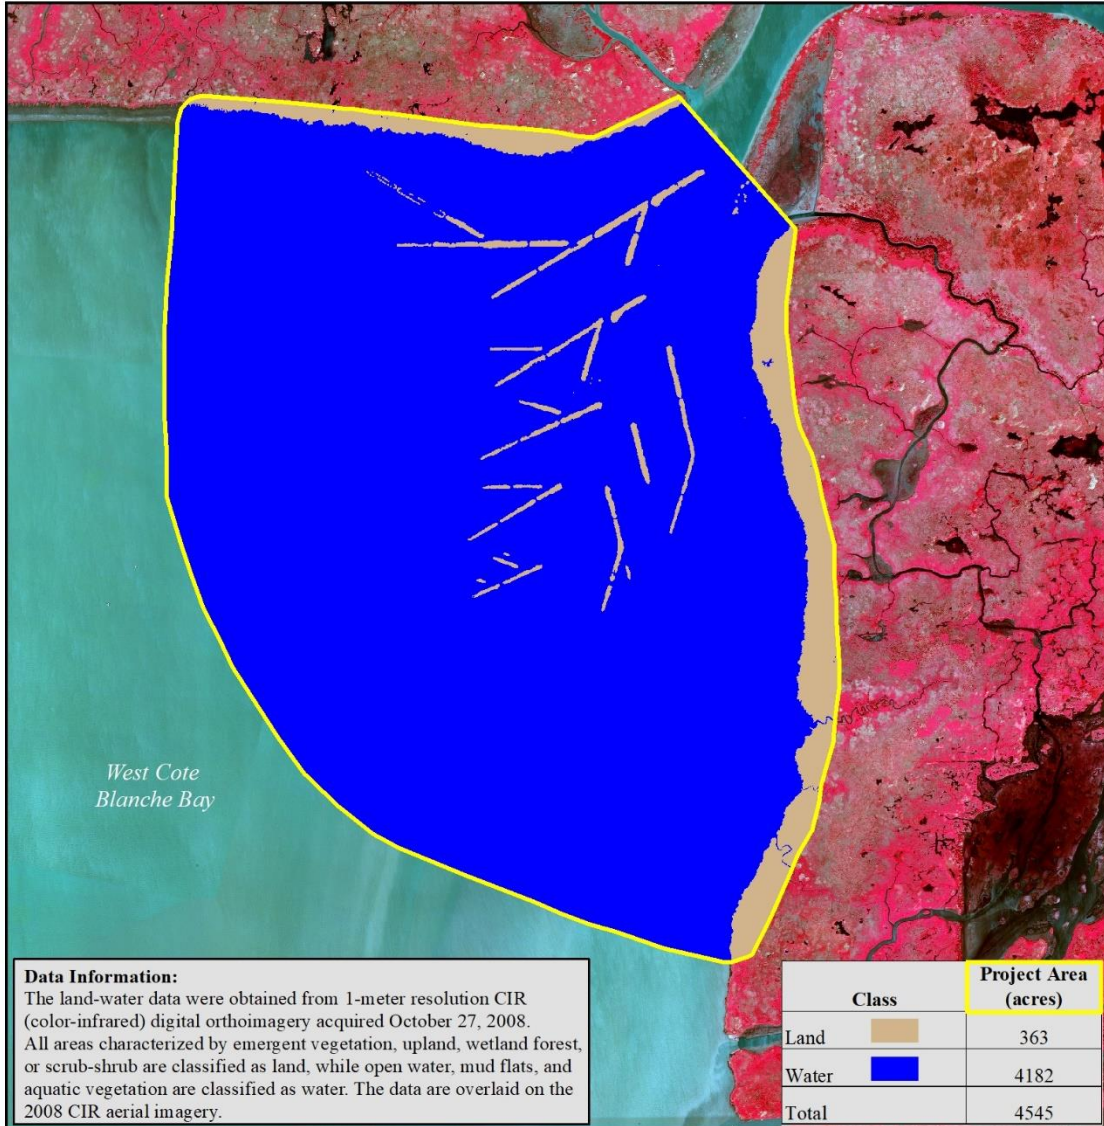 West Cote
Blanche Bay
Data Information:
The land-water data were obtained from 1-meter resolution CIR
(color-infrared) digital orthoimagery acquired October 27, 2008.
All areas characterized by emergent vegetation, upland, wetland forest,
or scrub-shrub are classified as land, while open water, mud flats, and
aquatic vegetation are classified as water. The data are overlaid on the
2008 CIR aerial imagery.
Class Project Area
(acres)
Land 363
Water 4182
Total 4545